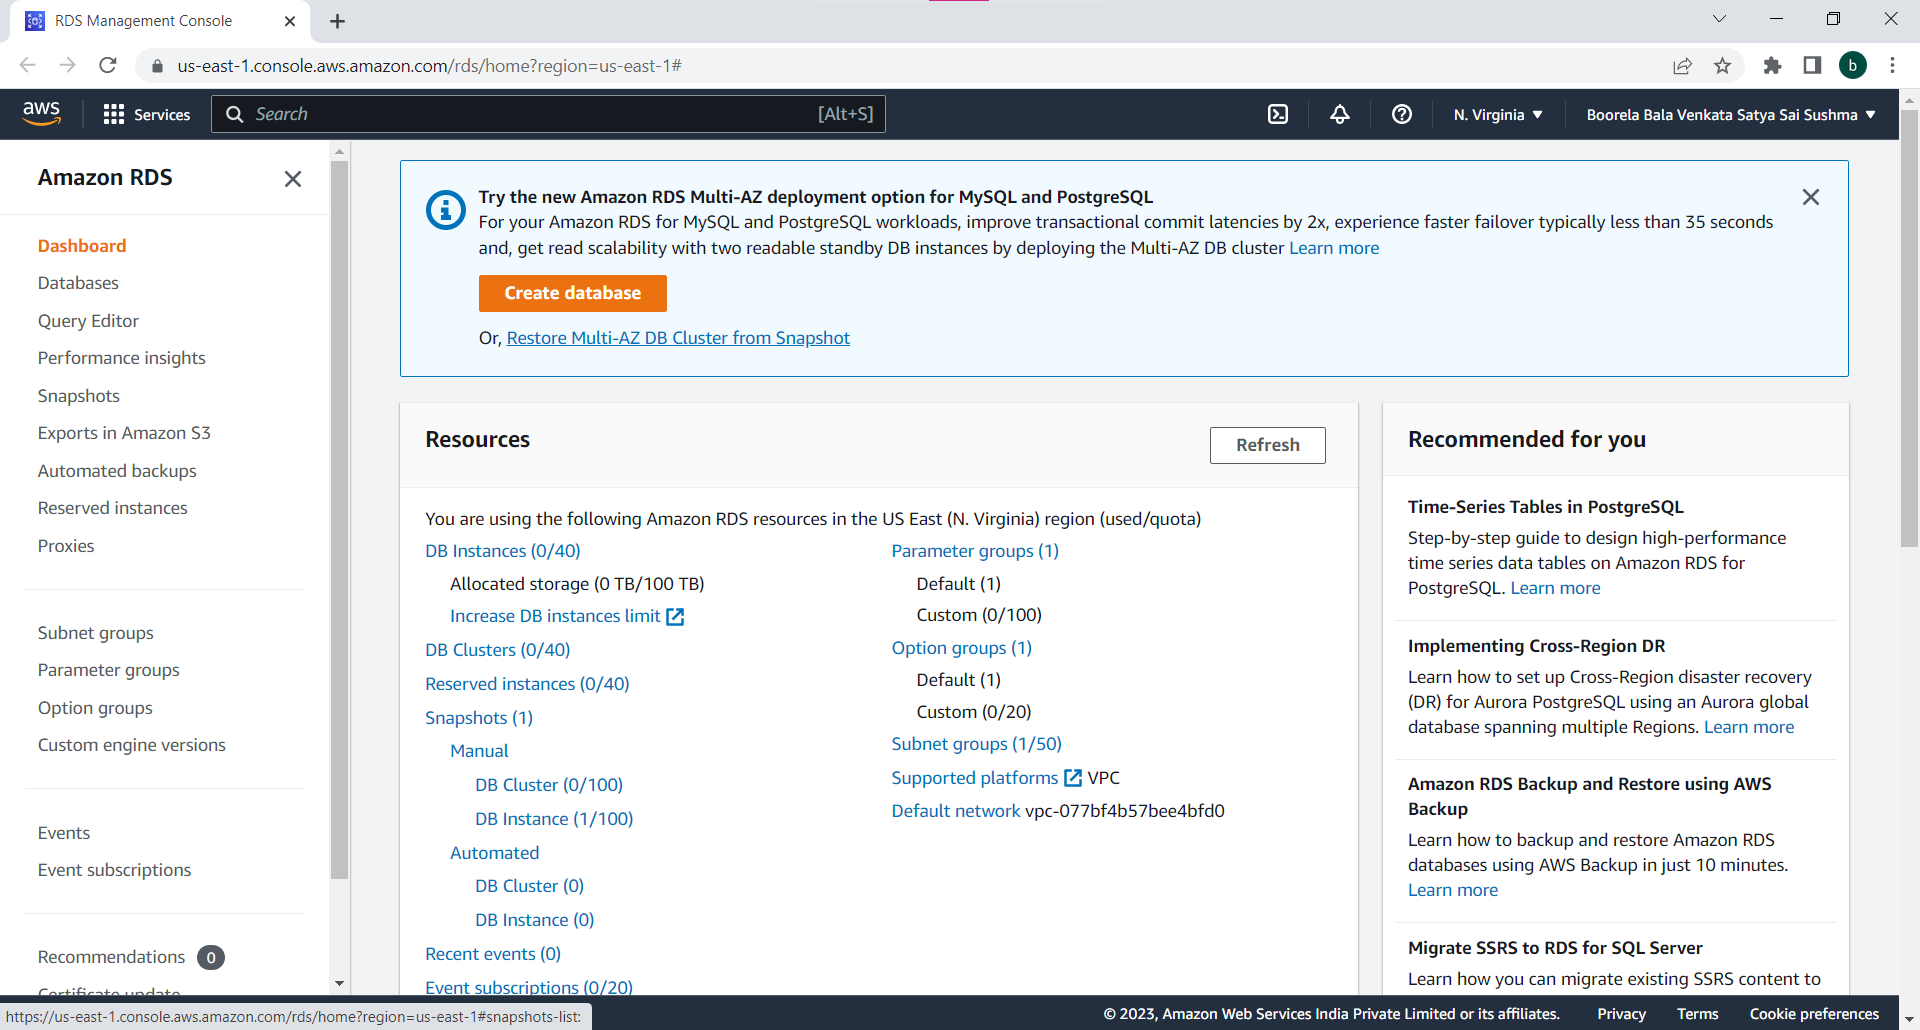 RDS Management Console
us-east-1.console.aws.amazon.com/rds/home?region=us-east-1#
b
aws
Services
Search
[Alt+S]
N. Virginia
Boorela Bala Venkata Satya Sai Sushma
Amazon RDS
Dashboard
Databases
Query Editor
Performance insights
Snapshots
Exports in Amazon S3
Automated backups
Reserved instances
Proxies
Subnet groups
Parameter groups
Option groups
Custom engine versions
Events
Event subscriptions
Recommendations 0
Certificate update
Try the new Amazon RDS Multi-AZ deployment option for MySQL and PostgreSQL
For your Amazon RDS for MySQL and PostgreSQL workloads, improve transactional commit latencies by 2x, experience faster failover typically less than 35 seconds
and, get read scalability with two readable standby DB instances by deploying the Multi-AZ DB cluster Learn more
Create database
Or, Restore Multi-AZ DB Cluster from Snapshot
Resources
Refresh
You are using the following Amazon RDS resources in the US East (N. Virginia) region (used/quota)
DB Instances (0/40)
Allocated storage (0 TB/100 TB)
Increase DB instances limit
DB Clusters (0/40)
Reserved instances (0/40)
Snapshots (1)
Manual
DB Cluster (0/100)
DB Instance (1/100)
Automated
DB Cluster (0)
DB Instance (0)
Recent events (0)
Event subscriptions (0/20)
Parameter groups (1)
Default (1)
Custom (0/100)
Option groups (1)
Default (1)
Custom (0/20)
Subnet groups (1/50)
Supported platforms VPC
Default network vpc-077bf4b57bee4bfd0
Recommended for you
Time-Series Tables in PostgreSQL
Step-by-step guide to design high-performance
time series data tables on Amazon RDS for
PostgreSQL. Learn more
Implementing Cross-Region DR
Learn how to set up Cross-Region disaster recovery
(DR) for Aurora PostgreSQL using an Aurora global
database spanning multiple Regions. Learn more
Amazon RDS Backup and Restore using AWS
Backup
Learn how to backup and restore Amazon RDS
databases using AWS Backup in just 10 minutes.
Learn more
Migrate SSRS to RDS for SQL Server
Learn how you can migrate existing SSRS content to
https://us-east-1.console.aws.amazon.com/rds/home?region=us-east-1#snapshots-list:
© 2023, Amazon Web Services India Private Limited or its affiliates.
Privacy
Terms
Cookie preferences